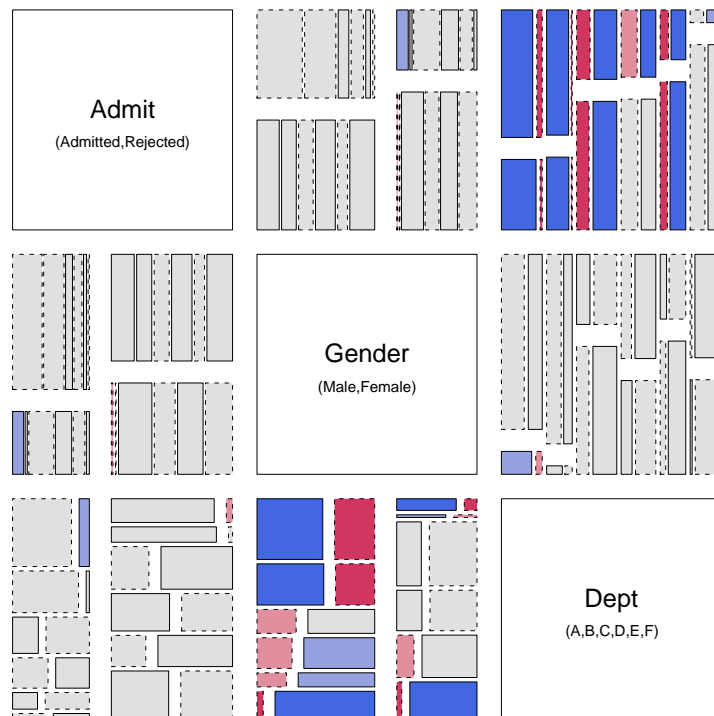 Admit
(Admitted,Rejected)
Gender
(Male,Female)
Dept
(A,B,C,D,E,F)